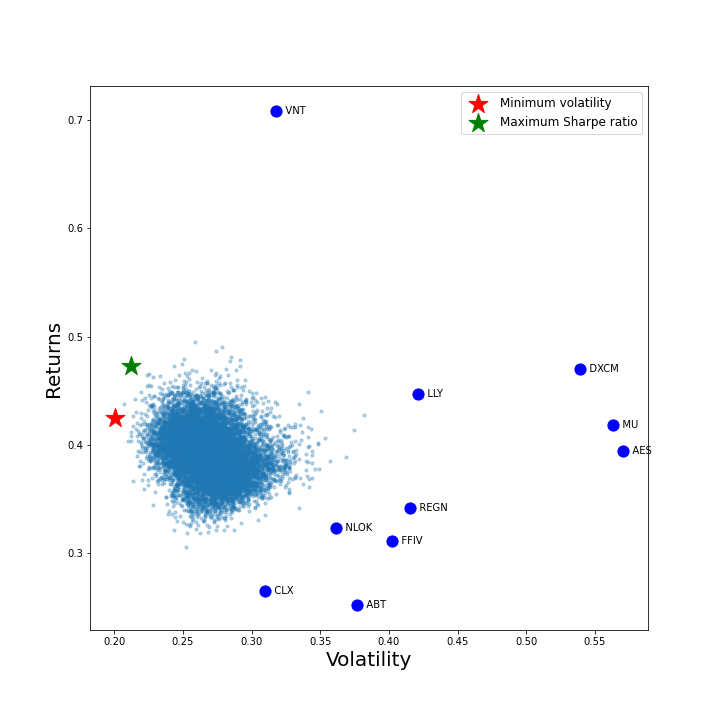 Minimum volatility
Maximum Sharpe ratio
VNT
DXCM
LLY
MU
AES
REGN
NLOK
FFIV
CLX
ABT
Returns
0.7
0.6
0.5
0.4
0.3
0.20 0.25 0.30 0.35 0.40 0.45 0.50 0.55
Volatility